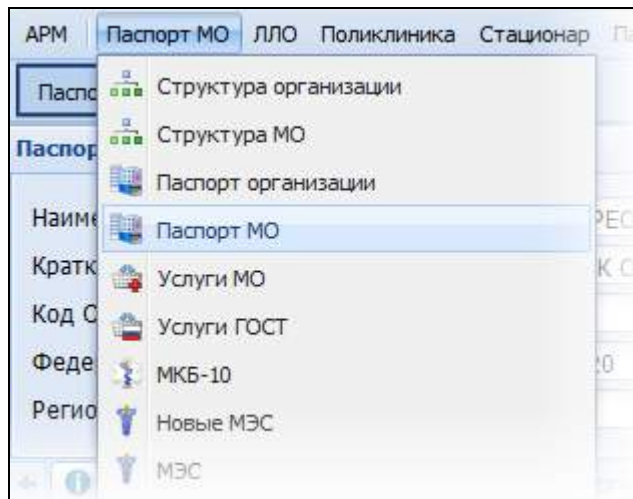 АРМ Паспорт МО ЛЛО Поликлиника Стационар
Структура организации
Структура МО
Паспорт организации
Паспорт МО
Услуги МО
Услуги ГОСТ
МКБ-10
Новые МЭС
МЭС